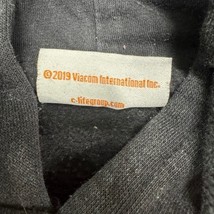 ©2019 Viacom International Inc.
c-lifegroup.com